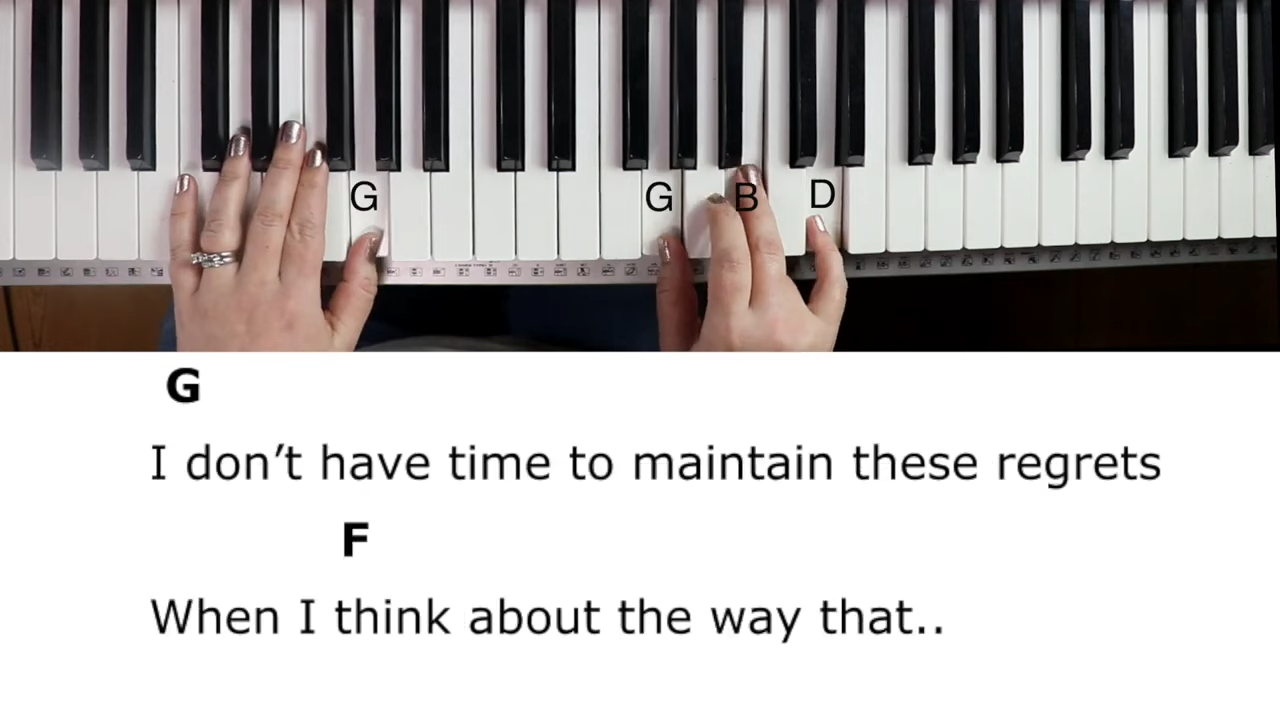 G G B D
G
I don't have time to maintain these regrets
F
When I think about the way that..